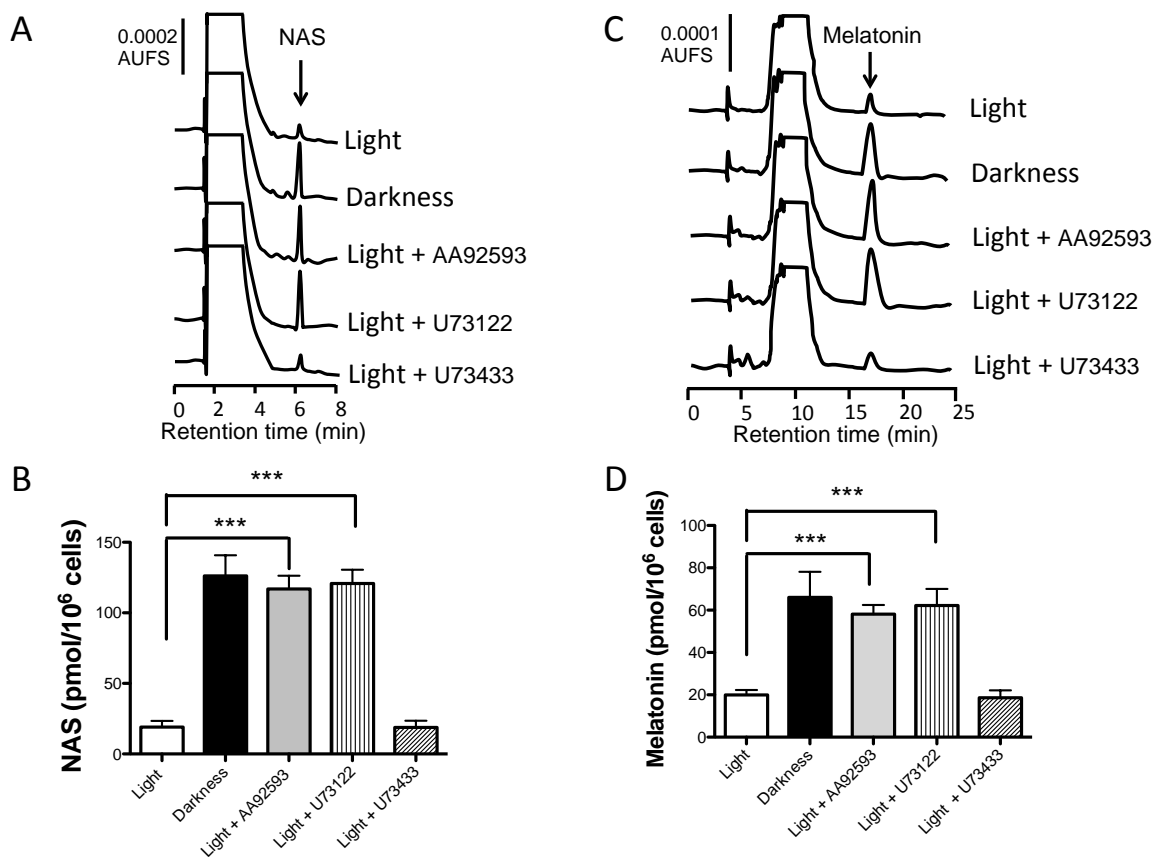 A
0.0002
AUFS
NAS
Light
Darkness
Light + AA92593
Light + U73122
Light + U73433
0 2 4 6 8
Retention time (min)
C
0.0001
AUFS
Melatonin
Light
Darkness
Light + AA92593
Light + U73122
Light + U73433
0 5 10 15 20 25
Retention time (min)
B
***
***
NAS (pmol/10⁶ cells)
150
100
50
0
Light
Darkness
Light + AA92593
Light + U73122
Light + U73433
D
***
***
Melatonin (pmol/10⁶ cells)
100
80
60
40
20
0
Light
Darkness
Light + AA92593
Light + U73122
Light + U73433